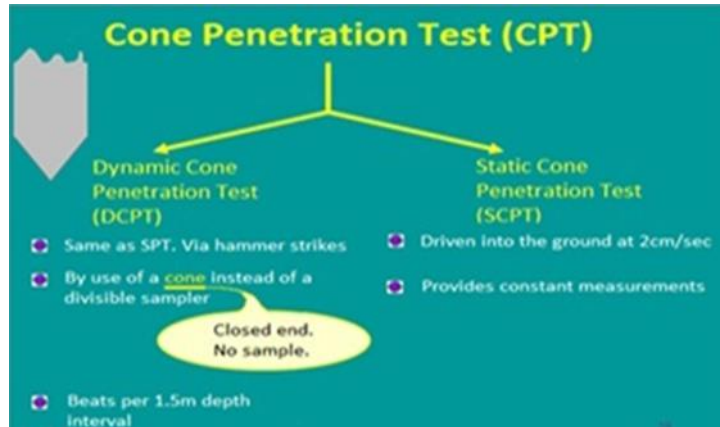 Cone Penetration Test (CPT)
Dynamic Cone
Penetration Test
(DCPT)
Same as SPT. Via hammer strikes
By use of a cone instead of a
divisible sampler
Closed end.
No sample.
Beats per 1.5m depth
interval
Static Cone
Penetration Test
(SCPT)
Driven into the ground at 2cm/sec
Provides constant measurements